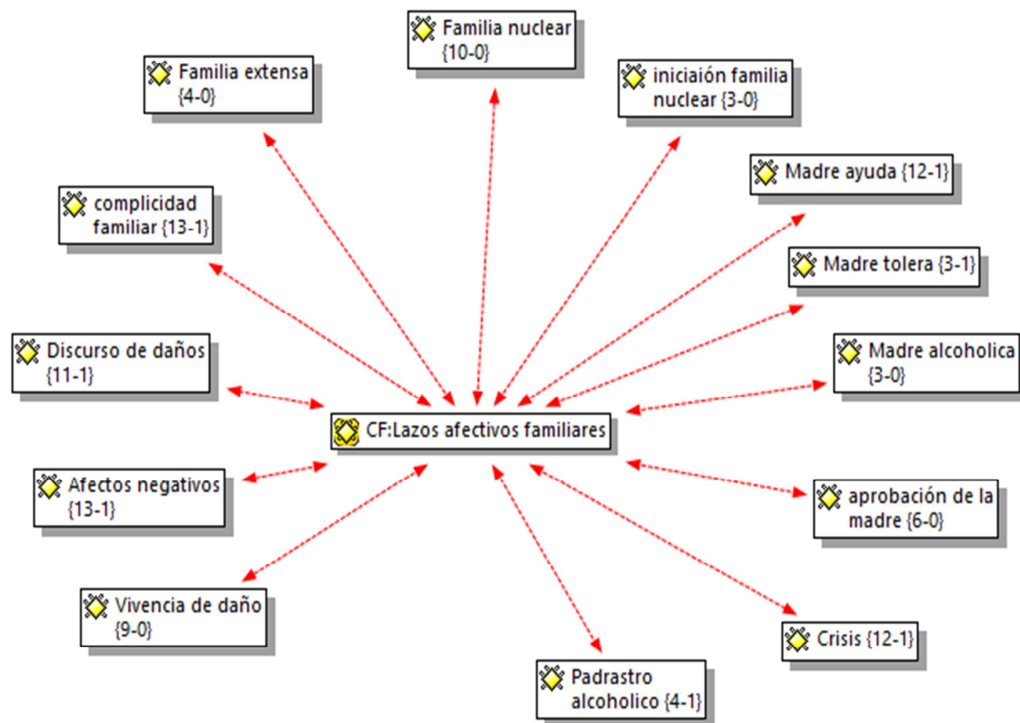 Familia nuclear
{10-0}
Familia extensa
{4-0}
iniciaión familia
nuclear {3-0}
Madre ayuda {12-1}
complicidad
familiar {13-1}
Madre tolera {3-1}
Discurso de daños
{11-1}
Madre alcoholica
{3-0}
CF:Lazos afectivos familiares
Afectos negativos
{13-1}
aprobación de la
madre {6-0}
Vivencia de daño
{9-0}
Crisis {12-1}
Padrastro
alcoholico {4-1}